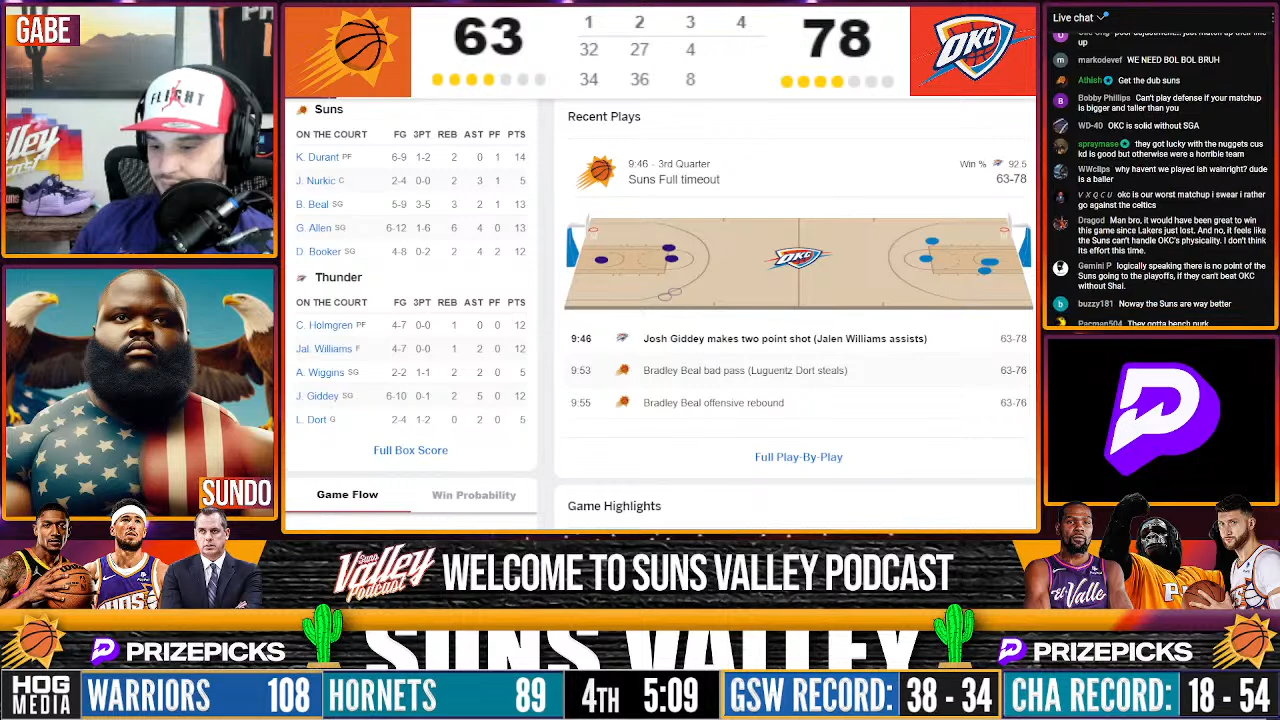 GABE
FLIGHT
63
1 2 3 4
32 27 4
34 36 8
78
OKC
Suns
ON THE COURT FG 3PT REB AST PF PTS
K. Durant PF 6-9 1-2 2 0 1 14
J. Nurkic C 2-4 0-0 2 3 1 5
B. Beal SG 5-9 3-5 3 2 1 13
G. Allen SG 6-12 1-6 6 4 0 13
D. Booker SG 4-8 0-2 2 4 2 12
Thunder
ON THE COURT FG 3PT REB AST PF PTS
C. Holmgren PF 4-7 0-1 1 0 0 12
Jal. Williams F 4-7 0-0 1 2 0 12
A. Wiggins SG 2-2 1-1 2 2 0 5
J. Giddey SG 6-10 0-1 2 5 0 12
L. Dort G 2-4 1-2 0 2 0 5
Full Box Score
Game Flow Win Probability
Recent Plays
9:46 - 3rd Quarter
Suns Full timeout
Win % 92.5
63-78
OKC
9:46 Josh Giddey makes two point shot (Jalen Williams assists) 63-78
9:53 Bradley Beal bad pass (Luguentz Dort steals) 63-76
9:55 Bradley Beal offensive rebound 63-76
Full Play-By-Play
Game Highlights
Live chat
up
markodevef WE NEED BOL BOL BRUH
Athish Get the dub suns
Bobby Phillips Can't play defense if your matchup
is bigger and taller than you
WD-40 OKC is solid without SGA
spraymase they got lucky with the nuggets cus
kd is good but otherwise were a horrible team
WWclips why havent we played ish wainright? dude
is a baller
V X Q C U okc is our worst matchup i swear i rather
go against the celtics
Dragod Man bro, it would have been great to win
this game since Lakers just lost. And no, it feels like
the Suns can't handle OKC's physicality. I don't think
its effort this time.
Gemini P logically speaking there is no point of the
Suns going to the playoffs, if they cant beat OKC
without Shai.
buzzy181 Noway the Suns are way better
Pacman504 They gotta bench nurk
SUNDO
Suns
Valley
Podcast
WELCOME TO SUNS VALLEY PODCAST
PRIZEPICKS
SUNS VALLEY
PRIZEPICKS
HOG
MEDIA
WARRIORS 108 HORNETS 89 4TH 5:09 GSW RECORD: 38 - 34 CHA RECORD: 18 - 54